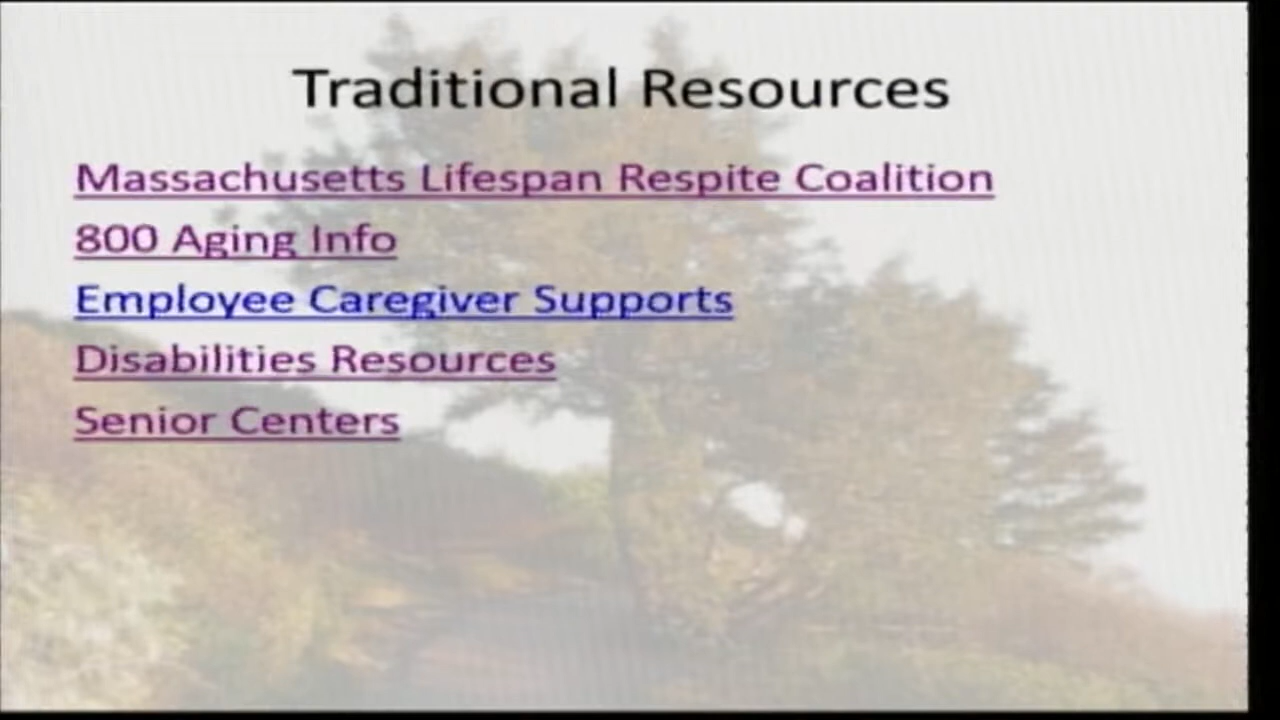 Traditional Resources
Massachusetts Lifespan Respite Coalition
800 Aging Info
Employee Caregiver Supports
Disabilities Resources
Senior Centers